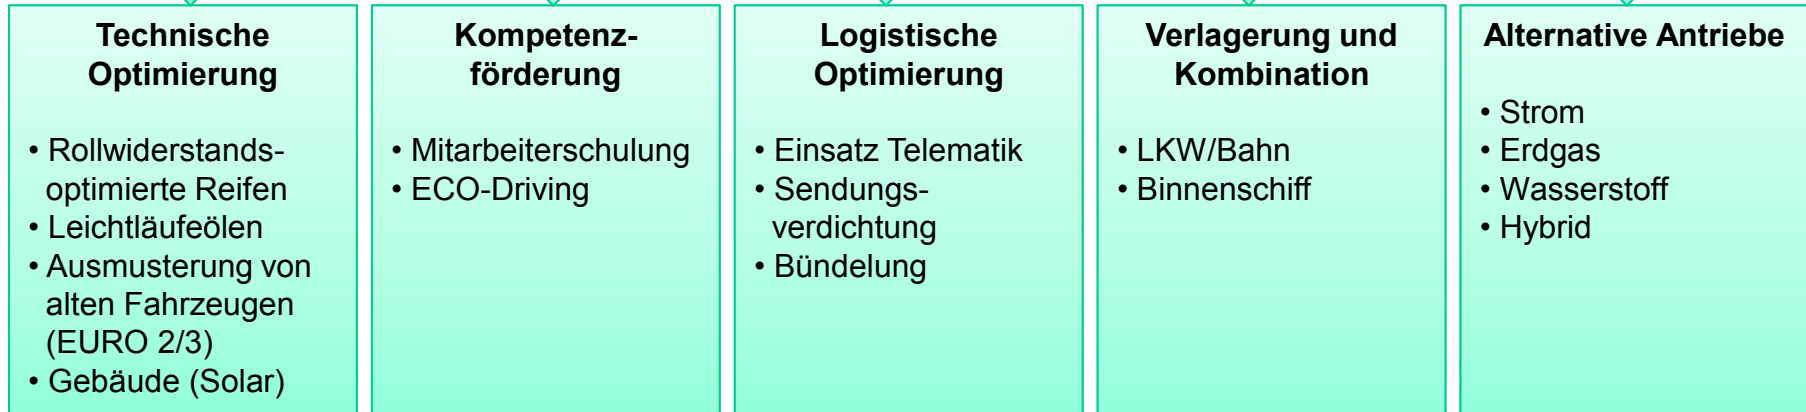 Technische
Optimierung
• Rollwiderstands-
optimierte Reifen
• Leichtläufeölen
• Ausmusterung von
alten Fahrzeugen
(EURO 2/3)
• Gebäude (Solar)
Kompetenz-
förderung
• Mitarbeiterschulung
• ECO-Driving
Logistische
Optimierung
• Einsatz Telematik
• Sendungs-
verdichtung
• Bündelung
Verlagerung und
Kombination
• LKW/Bahn
• Binnenschiff
Alternative Antriebe
• Strom
• Erdgas
• Wasserstoff
• Hybrid